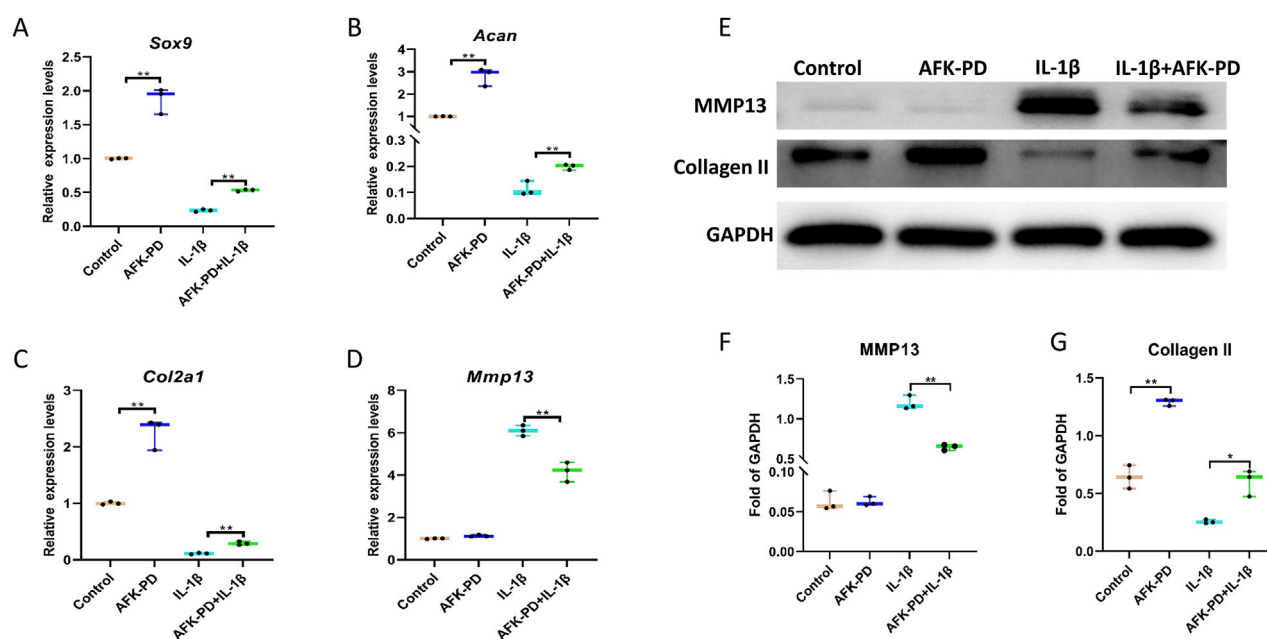 A
Sox9
Relative expression levels
2.5
2.0
1.5
1.0
0.5
0.0
**
**
Control
AFK-PD
IL-1β
AFK-PD+IL-1β
B
Acan
Relative expression levels
4
3
2
1
0.3
0.2
0.1
0.0
**
**
Control
AFK-PD
IL-1β
AFK-PD+IL-1β
E
Control AFK-PD IL-1β IL-1β+AFK-PD
MMP13
Collagen II
GAPDH
C
Col2a1
Relative expression levels
3
2
1
0
**
**
Control
AFK-PD
IL-1β
AFK-PD+IL-1β
D
Mmp13
Relative expression levels
8
6
4
2
0
**
Control
AFK-PD
IL-1β
AFK-PD+IL-1β
F
MMP13
Fold of GAPDH
1.5
1.0
0.5
0.10
0.05
0.00
**
Control
AFK-PD
IL-1β
AFK-PD+IL-1β
G
Collagen II
Fold of GAPDH
1.5
1.0
0.5
0.0
**
*
Control
AFK-PD
IL-1β
AFK-PD+IL-1β